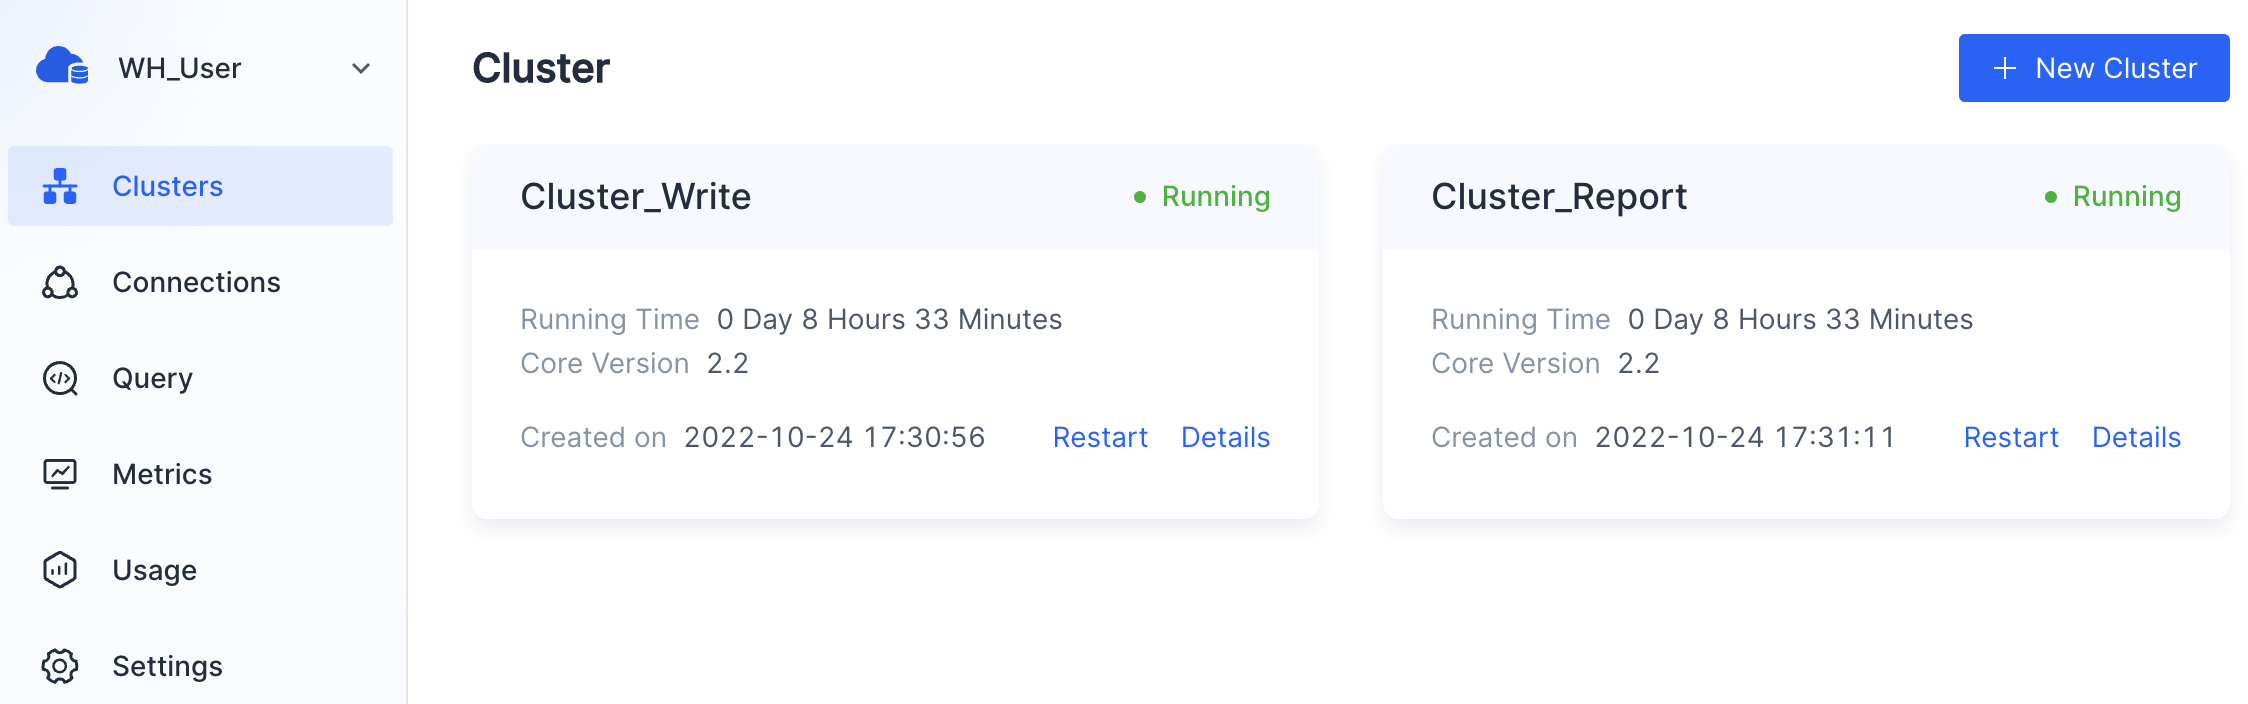 WH_User
Clusters
Connections
Query
Metrics
Usage
Settings
Cluster
New Cluster
Cluster_Write
Running
Running Time 0 Day 8 Hours 33 Minutes
Core Version 2.2
Created on 2022-10-24 17:30:56 Restart Details
Cluster_Report
Running
Running Time 0 Day 8 Hours 33 Minutes
Core Version 2.2
Created on 2022-10-24 17:31:11 Restart Details